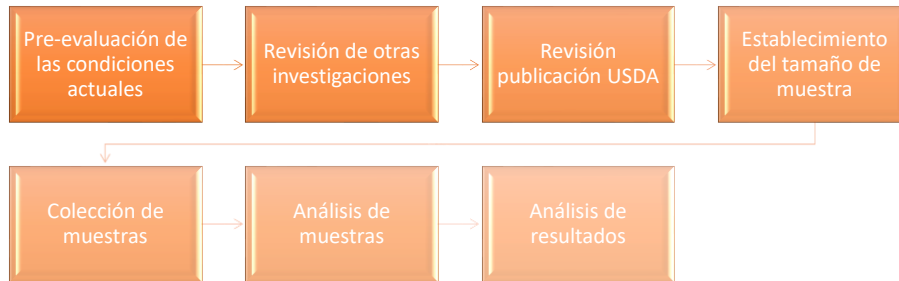 Pre-evaluación de
las condiciones
actuales
Revisión de otras
investigaciones
Revisión
publicación USDA
Establecimiento
del tamaño de
muestra
Colección de
muestras
Análisis de
muestras
Análisis de
resultados